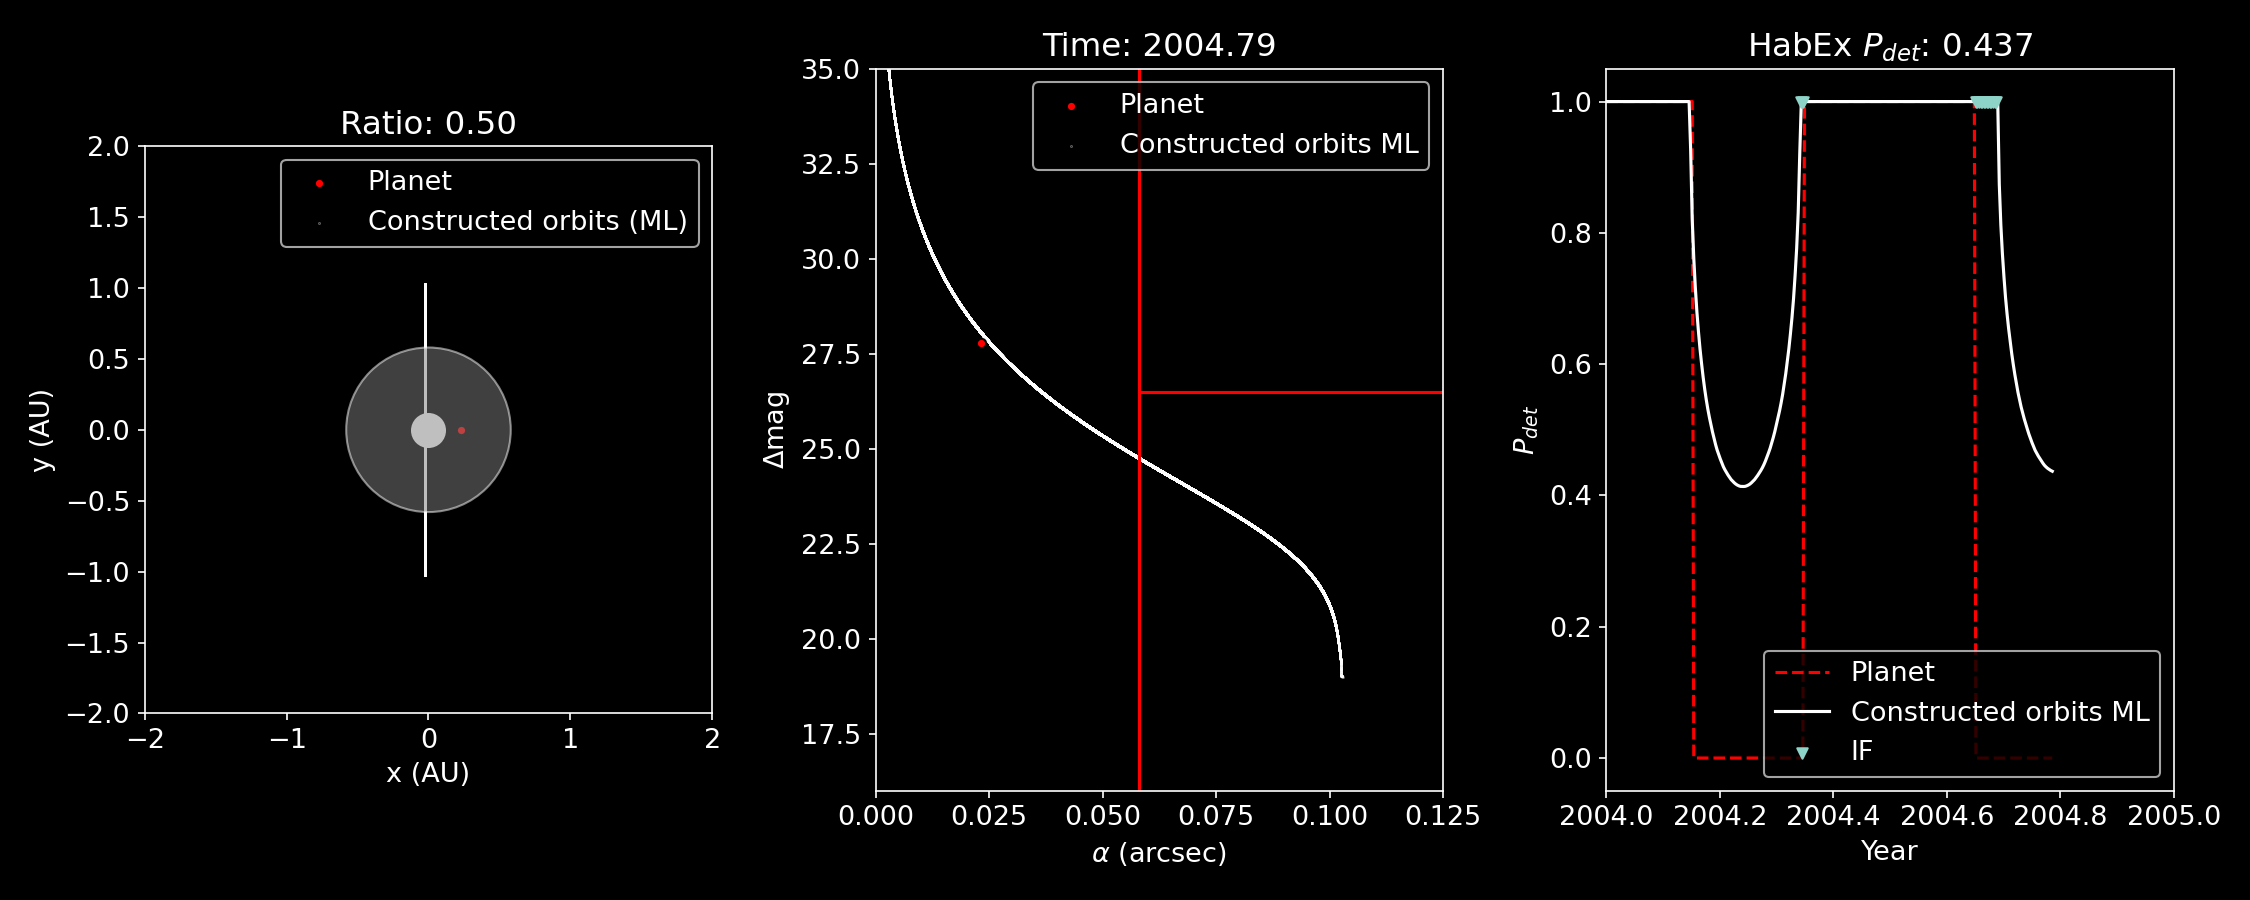 Ratio: 0.50
Planet
Constructed orbits (ML)
2.0
1.5
1.0
0.5
0.0
−0.5
−1.0
−1.5
−2.0
y (AU)
−2
−1
0
1
2
x (AU)
Time: 2004.79
Planet
Constructed orbits ML
35.0
32.5
30.0
27.5
25.0
22.5
20.0
17.5
Δmag
0.000
0.025
0.050
0.075
0.100
0.125
α (arcsec)
HabEx P_det: 0.437
1.0
0.8
0.6
0.4
0.2
0.0
P_det
Planet
Constructed orbits ML
IF
2004.0
2004.2
2004.4
2004.6
2004.8
2005.0
Year